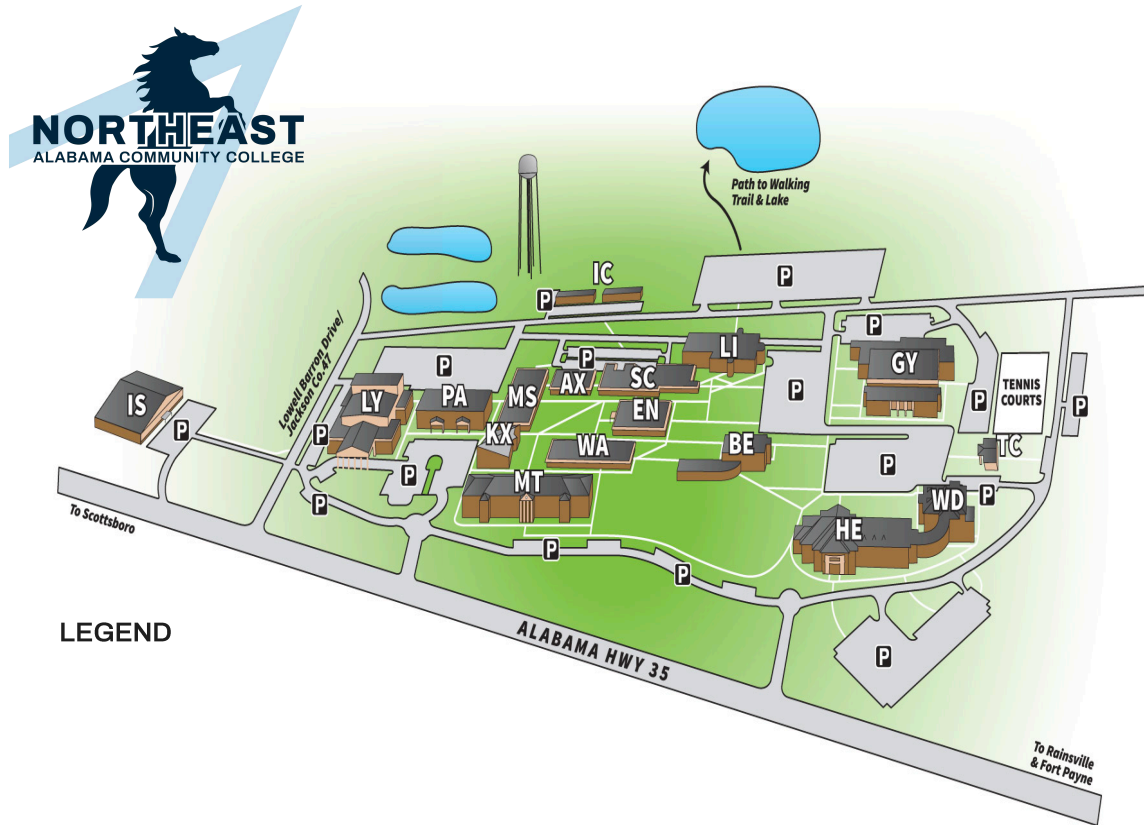 NORTHEAST
ALABAMA COMMUNITY COLLEGE
Path to Walking
Trail & Lake
P
IC
P
P
Lowell Barron Drive/
Jackson Co. 47
P
P
LI
GY
IS
LY
PA
MS
AX
SC
EN
P
P
TENNIS
COURTS
P
P
P
KX
WA
BE
TC
P
P
MT
P
WD
P
P
HE
To Scottsboro
P
P
LEGEND
ALABAMA HWY 35
P
To Rainsville
& Fort Payne